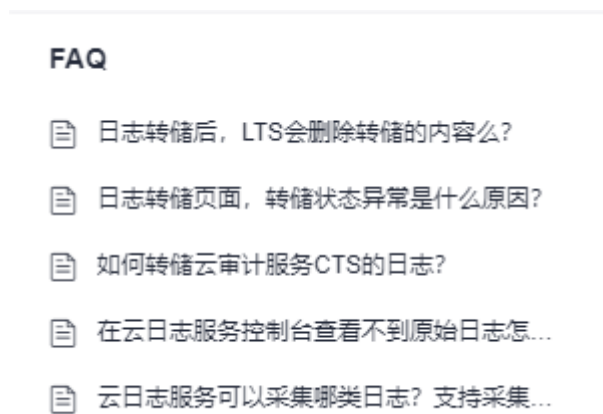 FAQ
日志转储后，LTS会删除转储的内容么？
日志转储页面，转储状态异常是什么原因？
如何转储云审计服务CTS的日志？
在云日志服务控制台查看不到原始日志怎...
云日志服务可以采集哪类日志？支持采集...